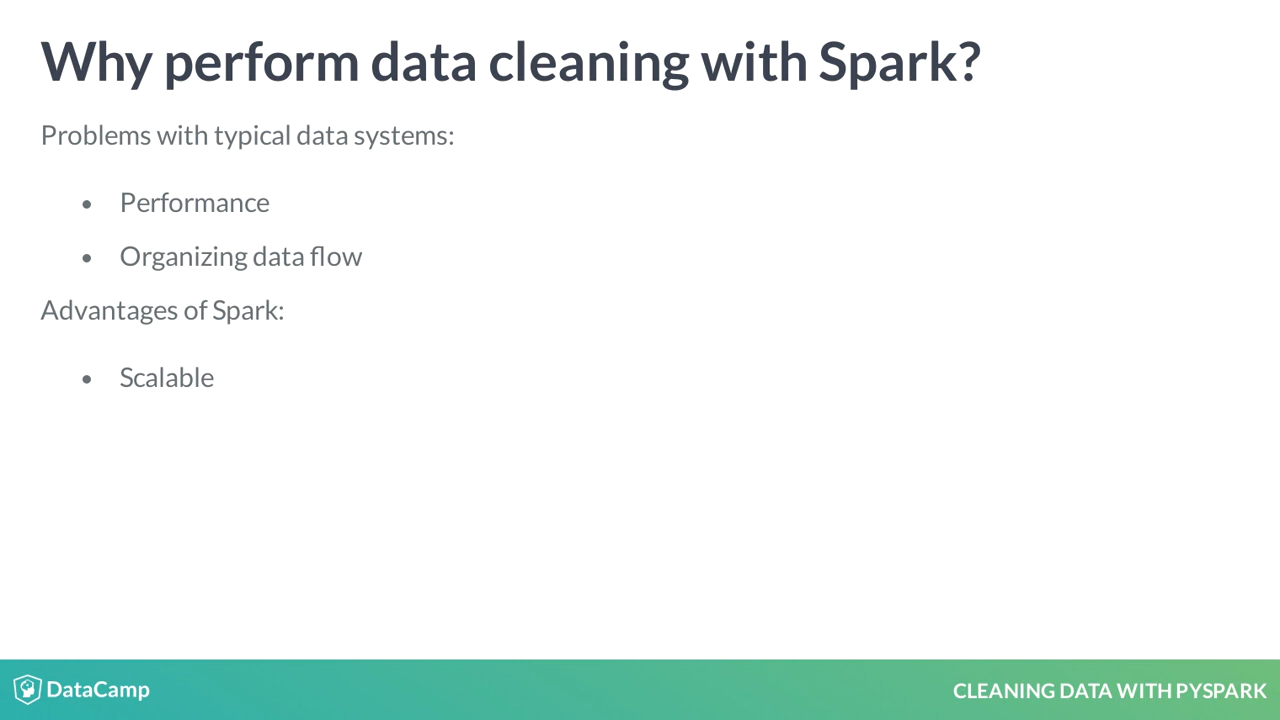 Why perform data cleaning with Spark?
Problems with typical data systems:
• Performance
• Organizing data flow
Advantages of Spark:
• Scalable
DataCamp
CLEANING DATA WITH PYSPARK